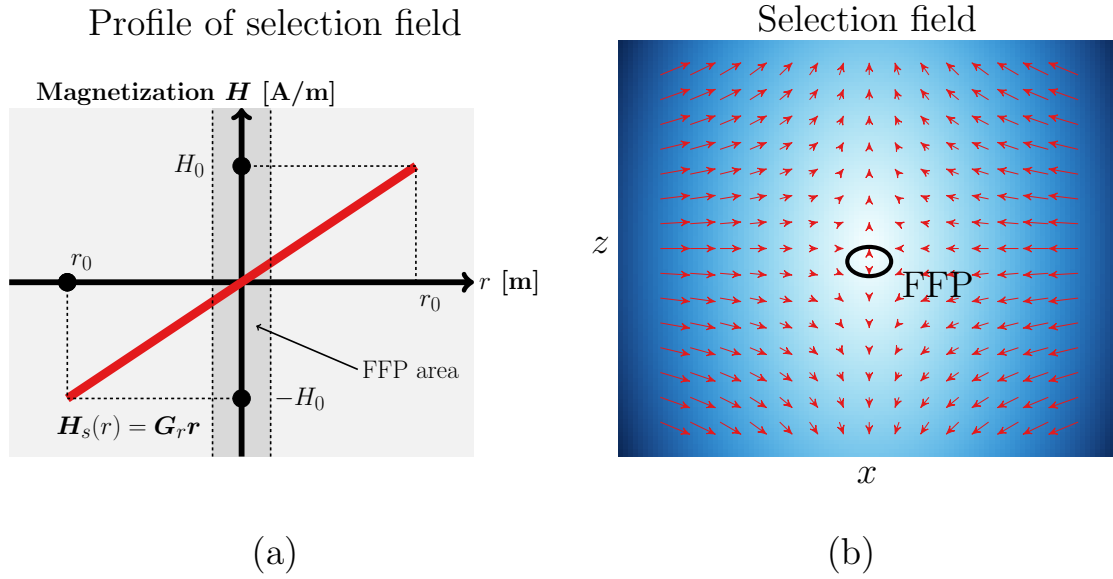 Profile of selection field
Magnetization H [A/m]
H₀
r₀
r [m]
r₀
FFP area
−H₀
Hₛ(r) = Gᵣr
(a)
Selection field
z
FFP
x
(b)